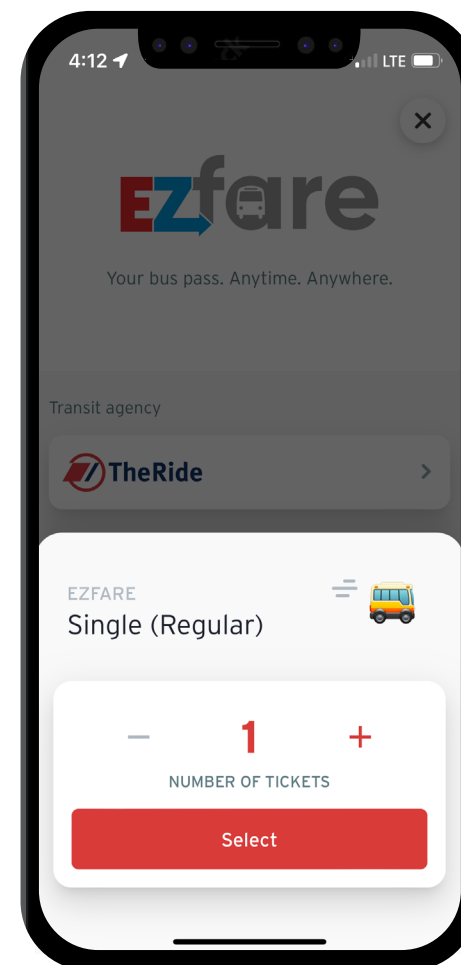 4:12
LTE
EZfare
Your bus pass. Anytime. Anywhere.
Transit agency
TheRide
EZFARE
Single (Regular)
1
NUMBER OF TICKETS
Select